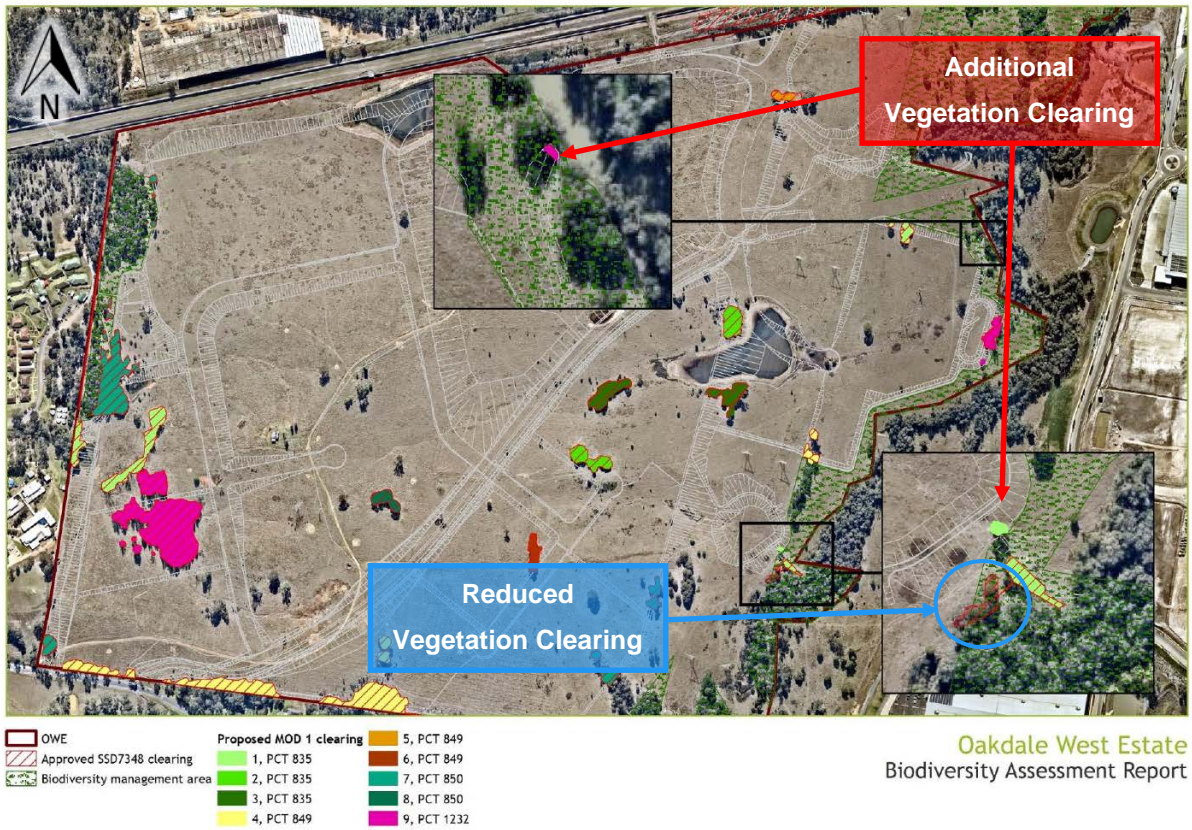 N
Additional
Vegetation Clearing
Reduced
Vegetation Clearing
OWE
Approved SSD7348 clearing
Biodiversity management area
Proposed MOD 1 clearing
1, PCT 835
2, PCT 835
3, PCT 835
4, PCT 849
5, PCT 849
6, PCT 849
7, PCT 850
8, PCT 850
9, PCT 1232
Oakdale West Estate
Biodiversity Assessment Report